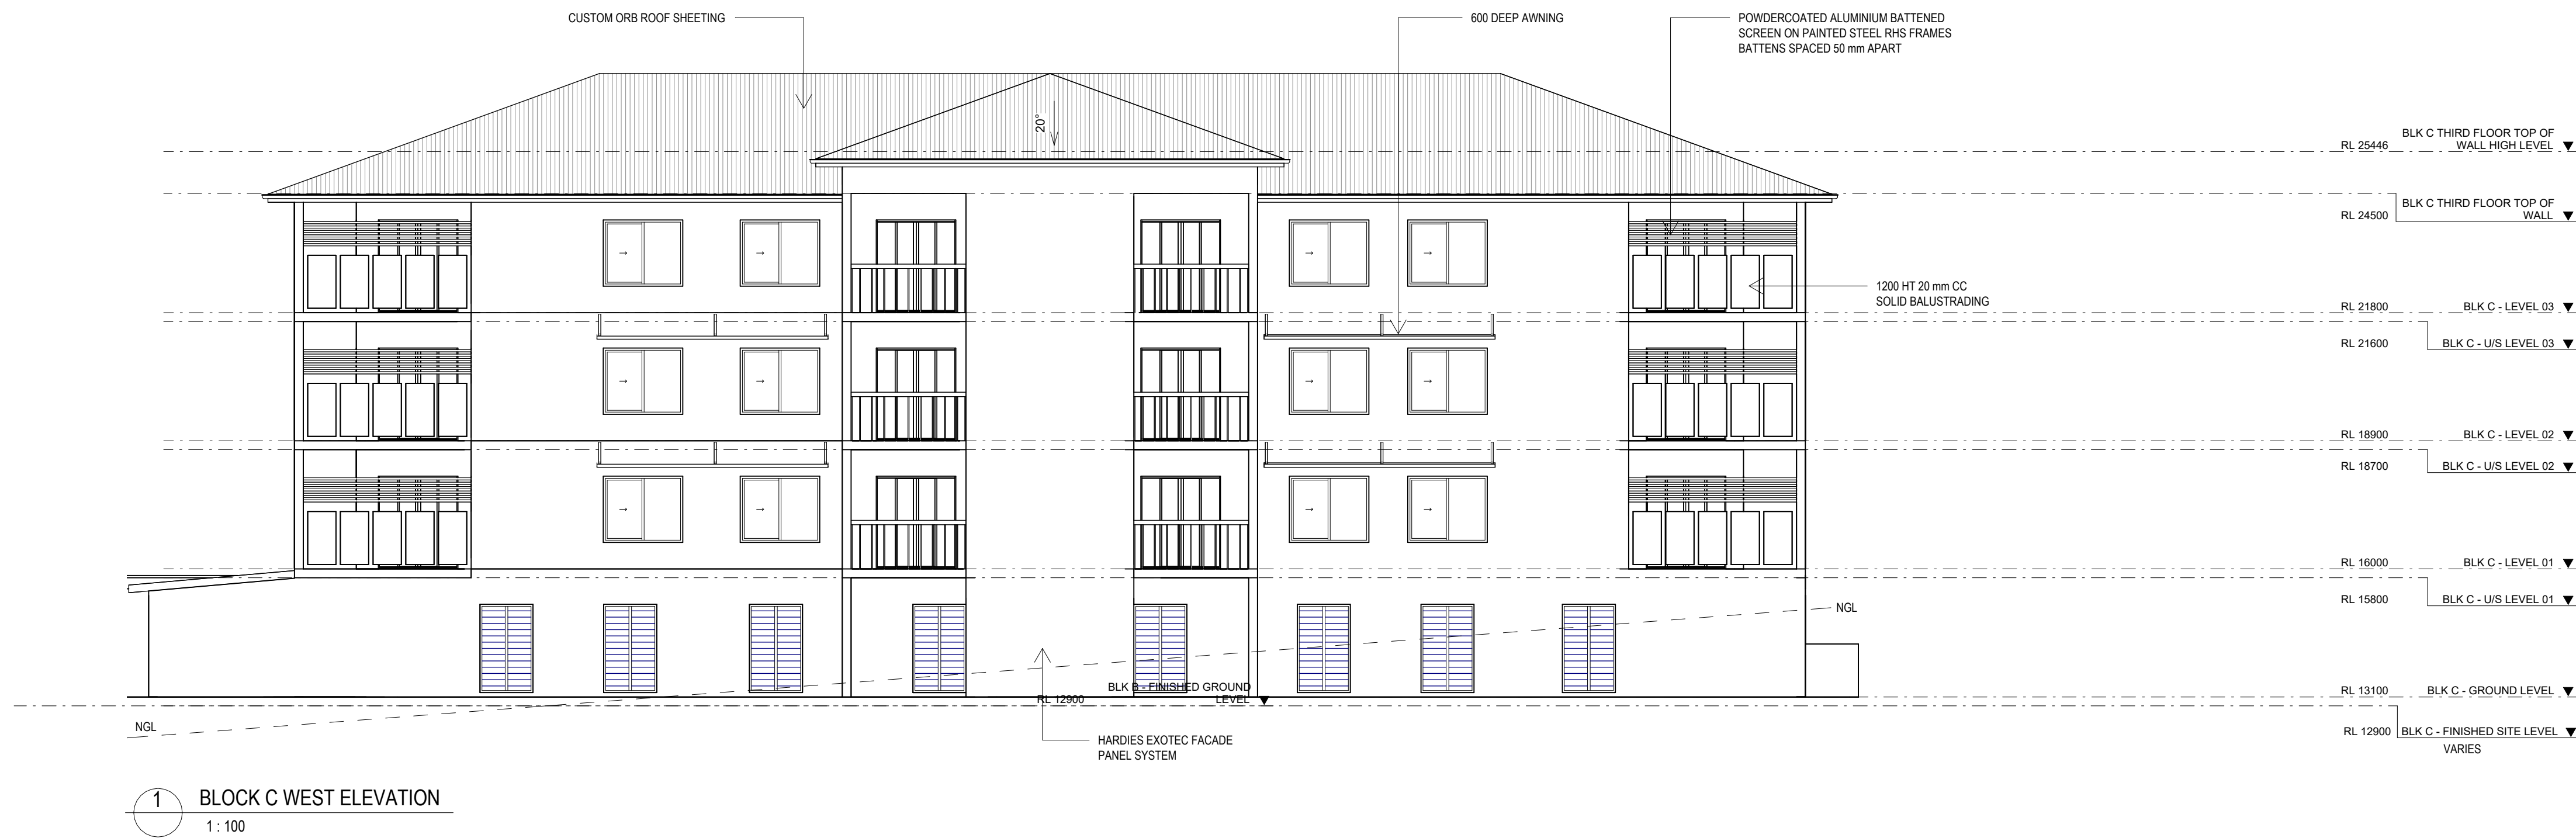 CUSTOM ORB ROOF SHEETING
600 DEEP AWNING
POWDERCOATED ALUMINIUM BATTENED
SCREEN ON PAINTED STEEL RHS FRAMES
BATTENS SPACED 50 mm APART
20°
BLK C THIRD FLOOR TOP OF
RL 25446 WALL HIGH LEVEL
BLK C THIRD FLOOR TOP OF
RL 24500 WALL
1200 HT 20 mm CC
SOLID BALUSTRADING
RL 21800 BLK C - LEVEL 03
RL 21600 BLK C - U/S LEVEL 03
RL 18900 BLK C - LEVEL 02
RL 18700 BLK C - U/S LEVEL 02
RL 16000 BLK C - LEVEL 01
RL 15800 BLK C - U/S LEVEL 01
NGL
RL 13100 BLK C - GROUND LEVEL
BLK B - FINISHED GROUND
RL 12900 LEVEL
NGL
RL 12900 BLK C - FINISHED SITE LEVEL
VARIES
HARDIES EXOTEC FACADE
PANEL SYSTEM
1 BLOCK C WEST ELEVATION
1 : 100